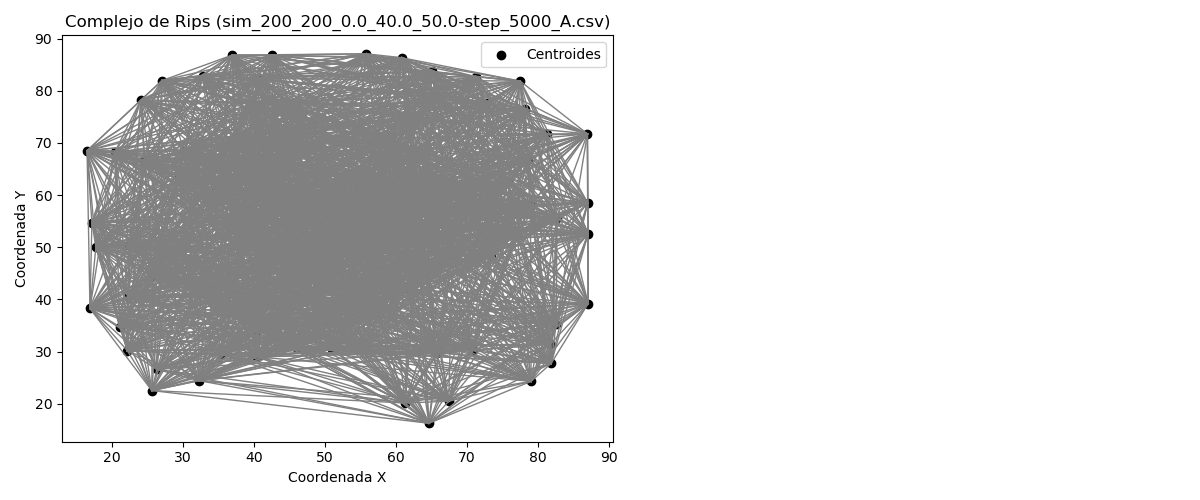 Complejo de Rips (sim_200_200_0.0_40.0_50.0-step_5000_A.csv)
Centroides
90
80
70
60
50
40
30
20
Coordenada Y
20 30 40 50 60 70 80 90
Coordenada X